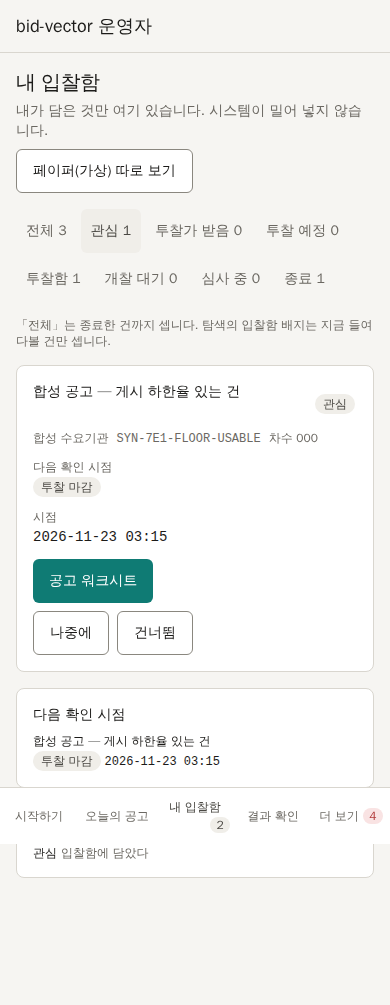 bid-vector 운영자
내 입찰함
내가 담은 것만 여기 있습니다. 시스템이 밀어 넣지 않습
니다.
페이퍼(가상) 따로 보기
전체 3 관심 1 투찰가 받음 0 투찰 예정 0
투찰함 1 개찰 대기 0 심사 중 0 종료 1
「전체」는 종료한 건까지 셉니다. 탐색의 입찰함 배지는 지금 들여
다볼 건만 셉니다.
합성 공고 — 게시 하한율 있는 건
관심
합성 수요기관 SYN-7E1-FLOOR-USABLE 차수 000
다음 확인 시점
투찰 마감
시점
2026-11-23 03:15
공고 워크시트
나중에 건너뜀
다음 확인 시점
합성 공고 — 게시 하한율 있는 건
투찰 마감 2026-11-23 03:15
시작하기 오늘의 공고 내 입찰함 2 결과 확인 더 보기 4
관심 입찰함에 담았다